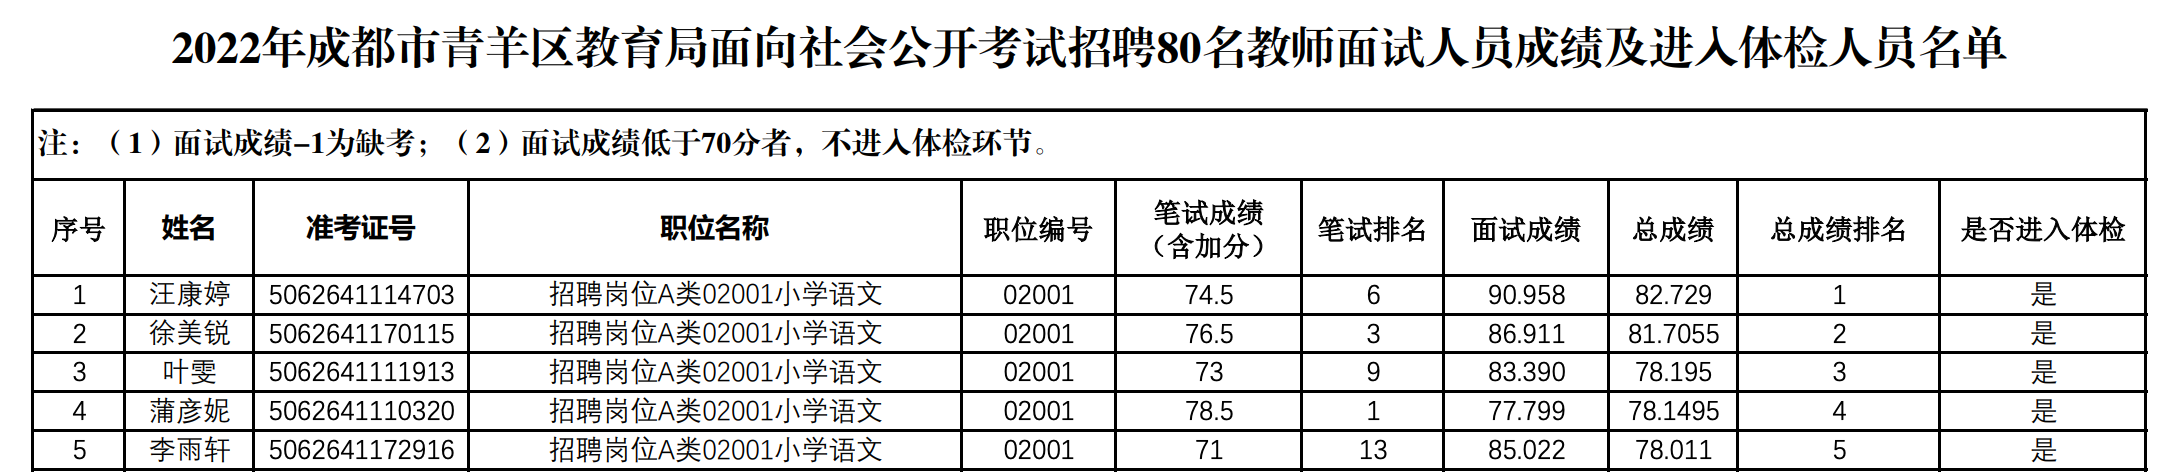 2022年成都市青羊区教育局面向社会公开考试招聘80名教师面试人员成绩及进入体检人员名单
注：（1）面试成绩-1为缺考；（2）面试成绩低于70分者，不进入体检环节。
序号 姓名 准考证号 职位名称 职位编号 笔试成绩（含加分） 笔试排名 面试成绩 总成绩 总成绩排名 是否进入体检
1 汪康婷 5062641114703 招聘岗位A类02001小学语文 02001 74.5 6 90.958 82.729 1 是
2 徐美锐 5062641170115 招聘岗位A类02001小学语文 02001 76.5 3 86.911 81.7055 2 是
3 叶雯 5062641111913 招聘岗位A类02001小学语文 02001 73 9 83.390 78.195 3 是
4 蒲彦妮 5062641110320 招聘岗位A类02001小学语文 02001 78.5 1 77.799 78.1495 4 是
5 李雨轩 5062641172916 招聘岗位A类02001小学语文 02001 71 13 85.022 78.011 5 是